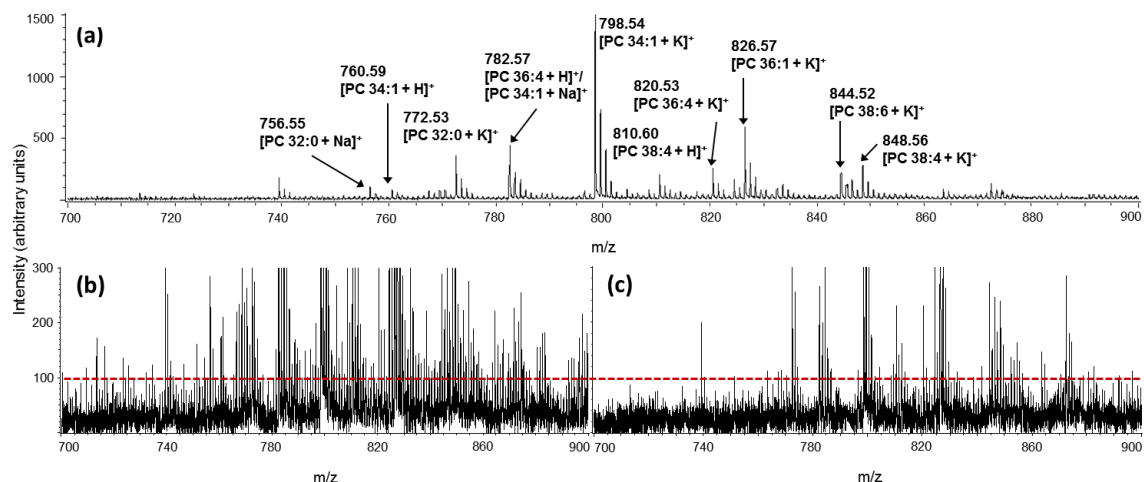 (a)
1500
1000
500
Intensity (arbitrary units)
756.55
[PC 32:0 + Na]⁺
760.59
[PC 34:1 + H]⁺
772.53
[PC 32:0 + K]⁺
782.57
[PC 36:4 + H]⁺/
[PC 34:1 + Na]⁺
798.54
[PC 34:1 + K]⁺
810.60
[PC 38:4 + H]⁺
820.53
[PC 36:4 + K]⁺
826.57
[PC 36:1 + K]⁺
844.52
[PC 38:6 + K]⁺
848.56
[PC 38:4 + K]⁺
700 720 740 760 780 800 820 840 860 880 900
m/z
(b)
300
200
100
700 740 780 820 860 900
m/z
(c)
700 740 780 820 860 900
m/z